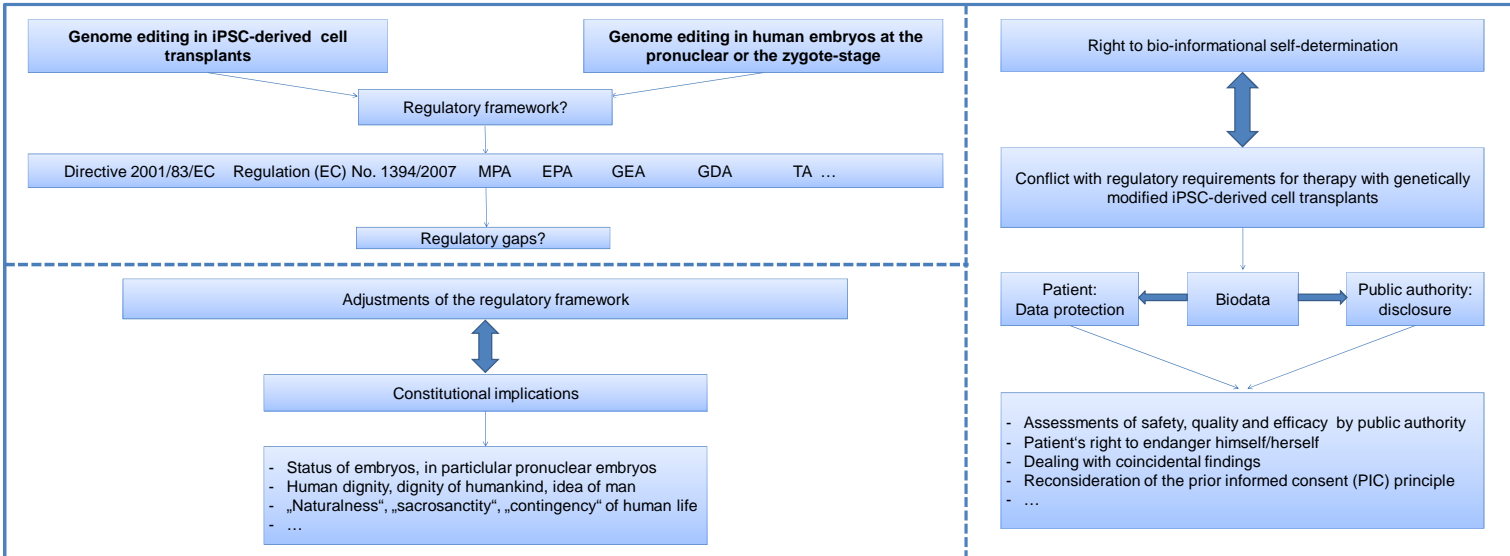 Genome editing in iPSC-derived cell
transplants
Genome editing in human embryos at the
pronuclear or the zygote-stage
Regulatory framework?
Directive 2001/83/EC Regulation (EC) No. 1394/2007 MPA EPA GEA GDA TA …
Regulatory gaps?
Adjustments of the regulatory framework
Constitutional implications
- Status of embryos, in particlular pronuclear embryos
- Human dignity, dignity of humankind, idea of man
- „Naturalness“, „sacrosanctity“, „contingency“ of human life
- …
Right to bio-informational self-determination
Conflict with regulatory requirements for therapy with genetically
modified iPSC-derived cell transplants
Patient:
Data protection
Biodata
Public authority:
disclosure
- Assessments of safety, quality and efficacy by public authority
- Patient‘s right to endanger himself/herself
- Dealing with coincidental findings
- Reconsideration of the prior informed consent (PIC) principle
- …